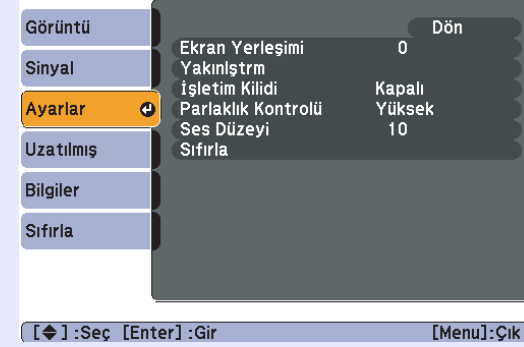 Görüntü
Sinyal
Ayarlar
Uzatılmış
Bilgiler
Sıfırla
Dön
Ekran Yerleşimi 0
Yakınlştrm
İşletim Kilidi Kapalı
Parlaklık Kontrolü Yüksek
Ses Düzeyi 10
Sıfırla
[◆]:Seç [Enter]:Gir [Menu]:Çık